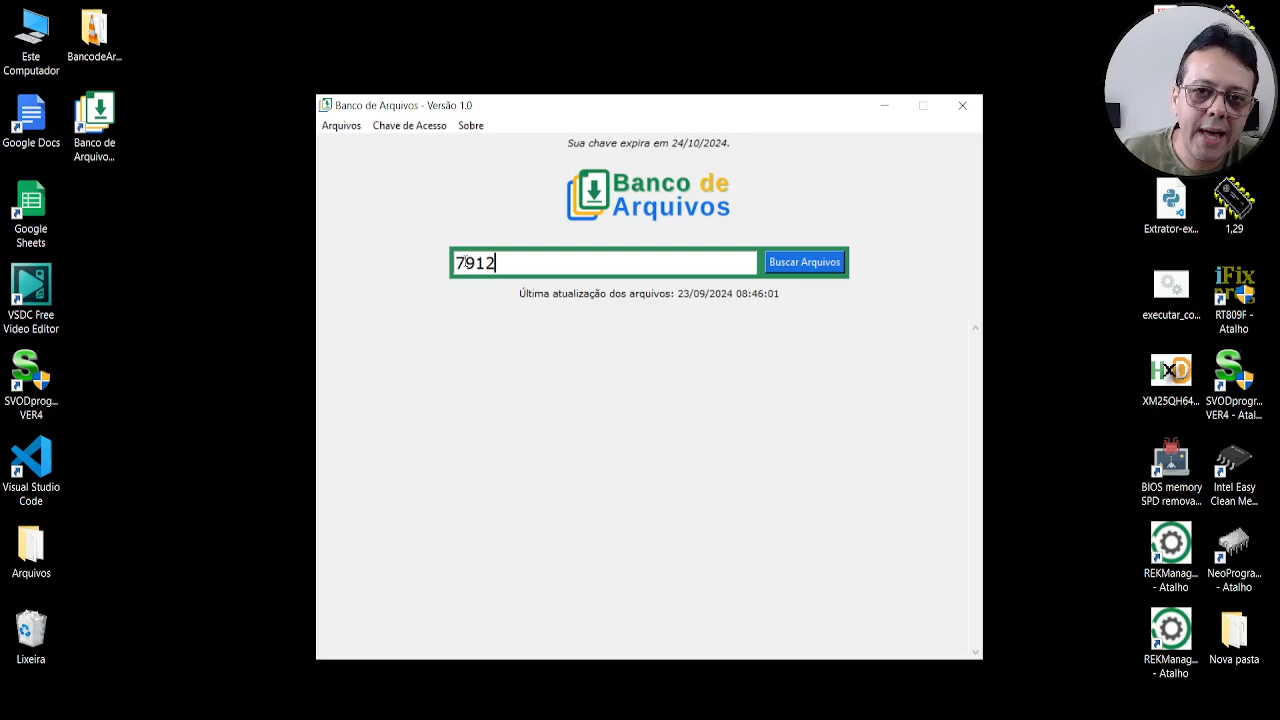 Este
Computador
BancodeAr...
Google Docs
Banco de
Arquivo...
Google
Sheets
VSDC Free
Video Editor
SVODprog...
VER4
Visual Studio
Code
Arquivos
Lixeira
Banco de Arquivos - Versão 1.0
Arquivos Chave de Acesso Sobre
Sua chave expira em 24/10/2024.
Banco de
Arquivos
7912
Buscar Arquivos
Última atualização dos arquivos: 23/09/2024 08:46:01
Extrator-ex...
1,29
executar_co...
iFix
pro
RT809F -
Atalho
HxD
XM25QH64...
SVODprogr...
VER4 - Atal...
BIOS memory
SPD remova...
Intel Easy
Clean Me...
REKManag...
- Atalho
NeoProgra...
- Atalho
REKManag...
- Atalho
Nova pasta